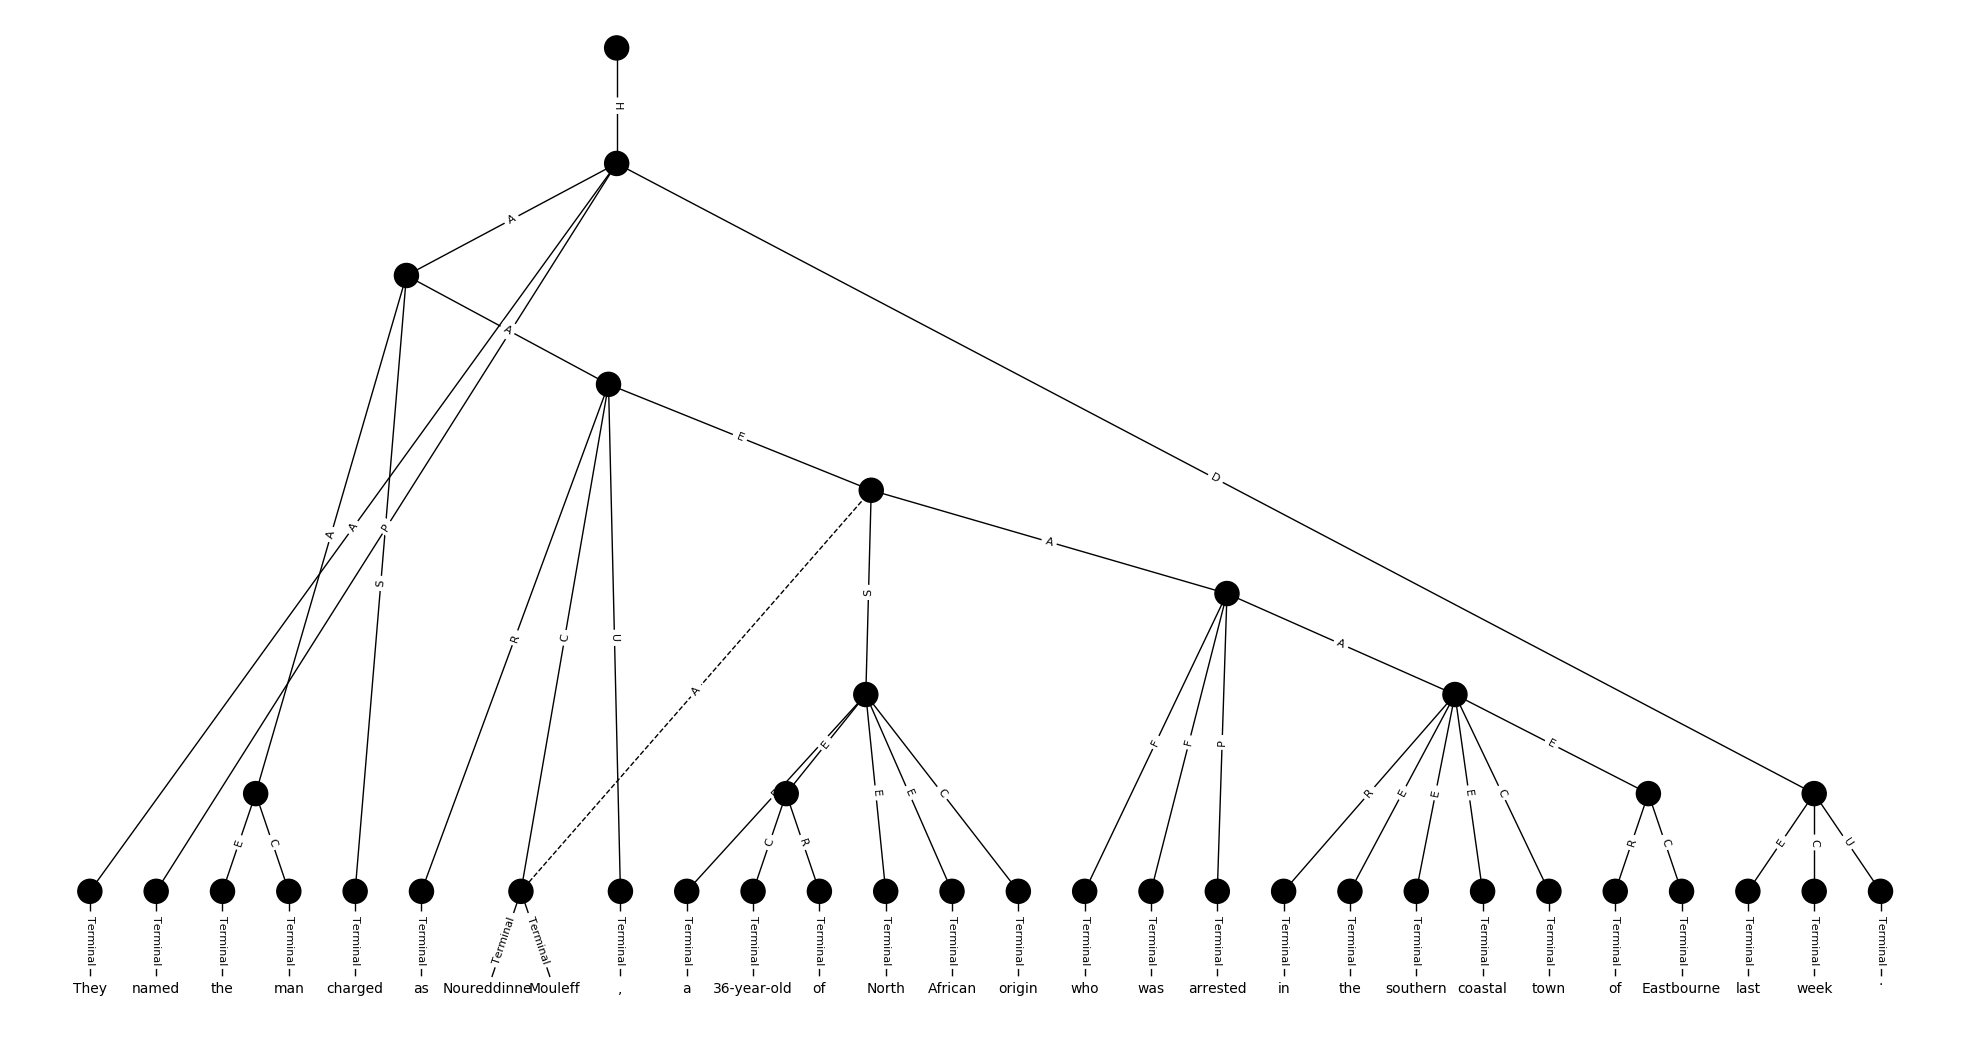 H
A
A
D
E
A
A
P
A
S
S
A
R
C
U
A
A
E
F
F
P
E
E
E
E
C
R
E
E
E
C
E
C
C
R
R
C
E
C
U
Terminal Terminal Terminal Terminal Terminal Terminal Terminal Terminal Terminal Terminal Terminal Terminal Terminal Terminal Terminal Terminal Terminal Terminal Terminal Terminal Terminal Terminal Terminal Terminal Terminal Terminal Terminal Terminal
They named the man charged as Noureddinne Mouleff , a 36-year-old of North African origin who was arrested in the southern coastal town of Eastbourne last week .